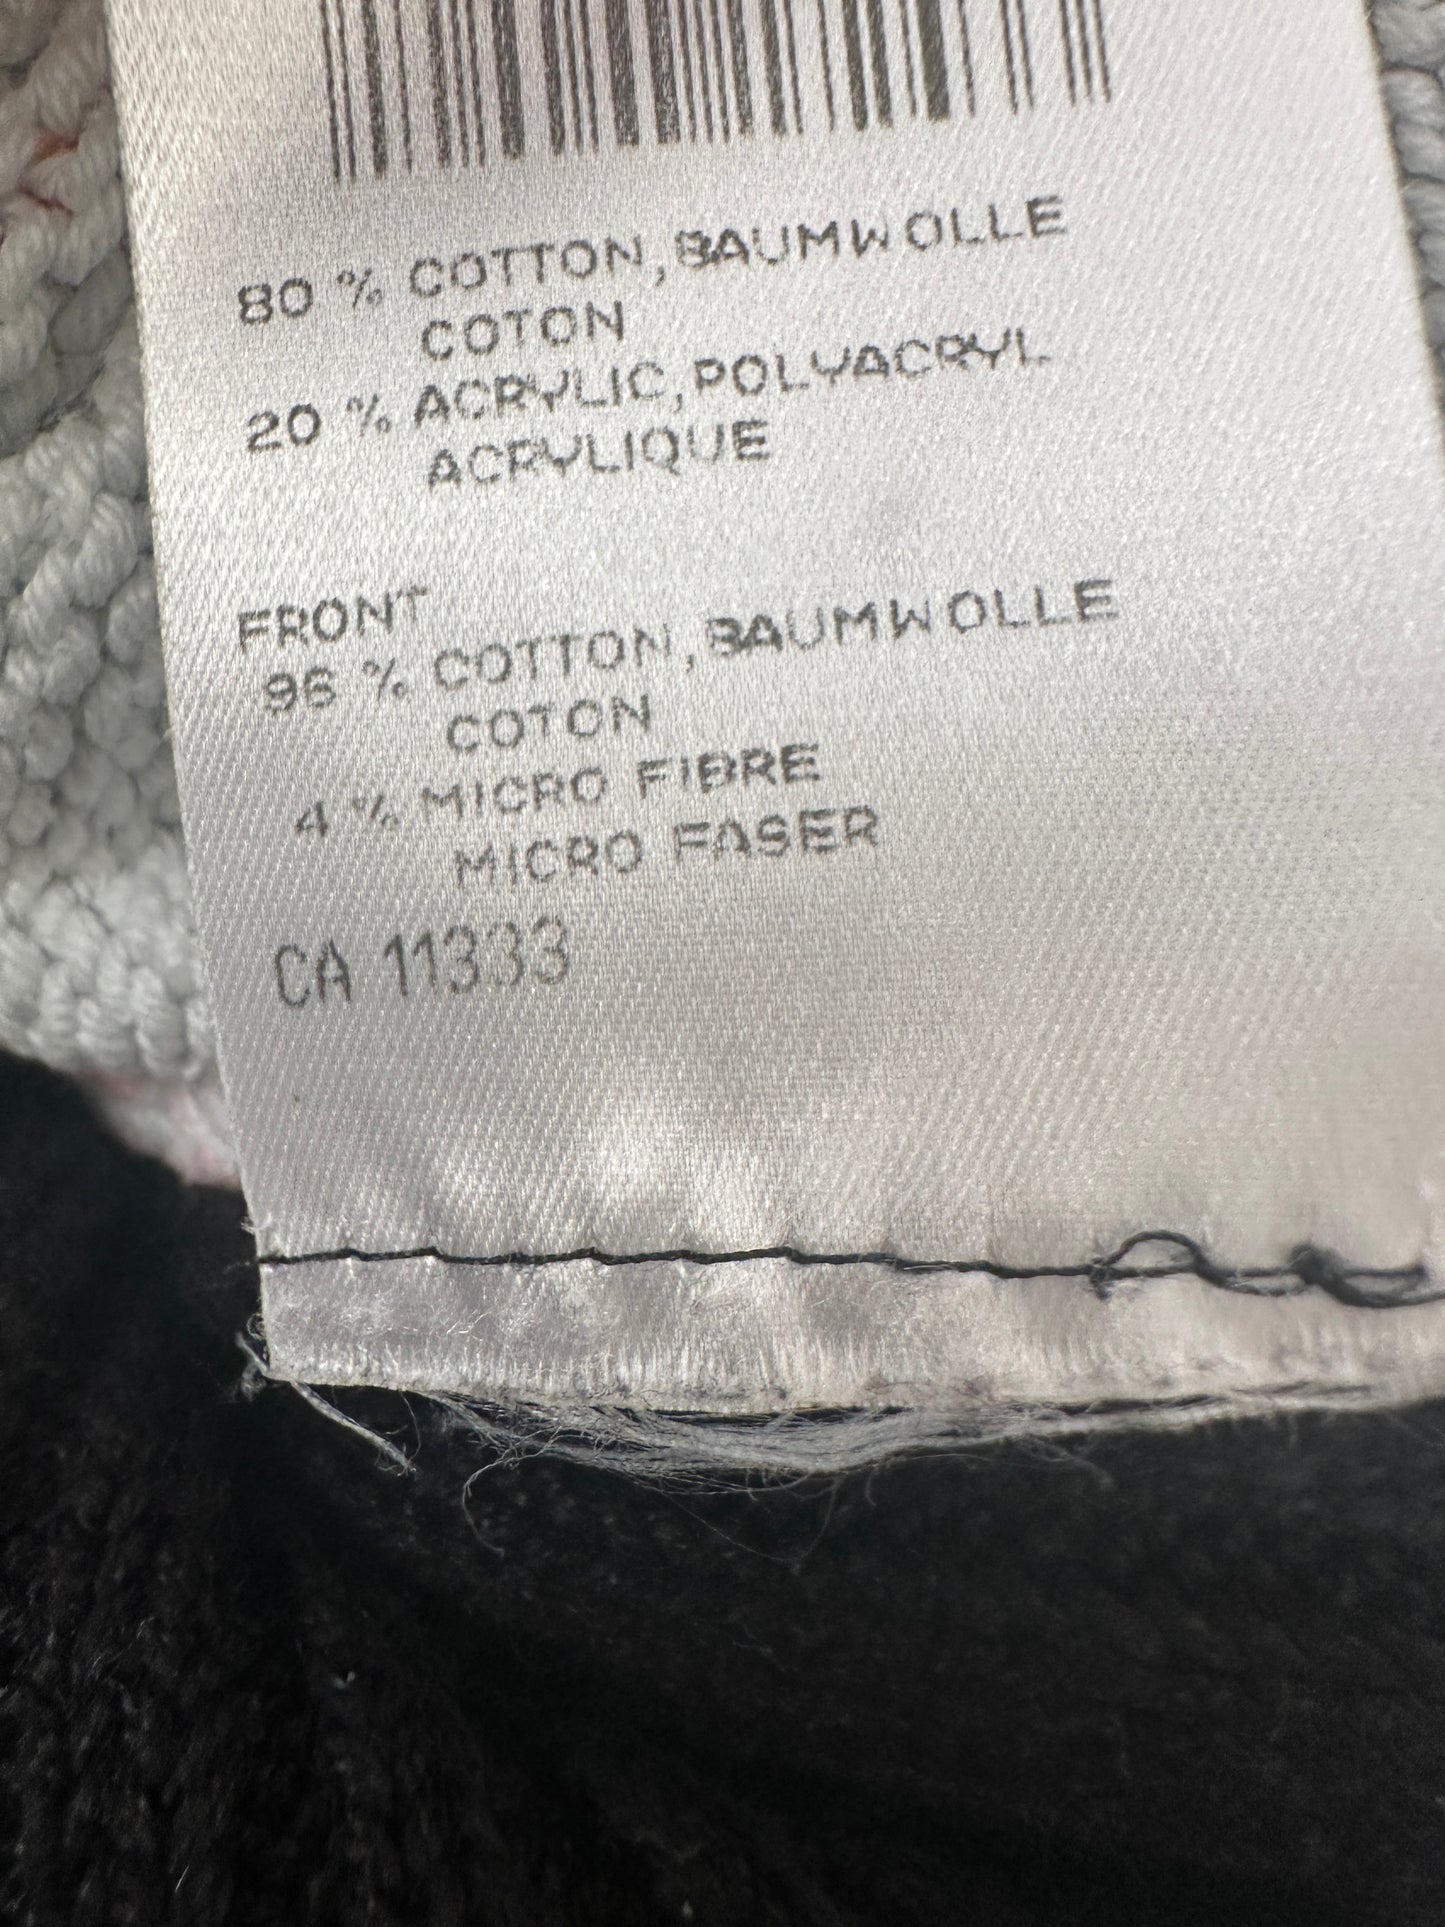 80 % COTTON, BAUMWOLLE
COTON
20 % ACRYLIC, POLYACRYL
ACRYLIQUE
FRONT
96 % COTTON, BAUMWOLLE
COTON
4 % MICRO FIBRE
MICRO FASER
CA 11333